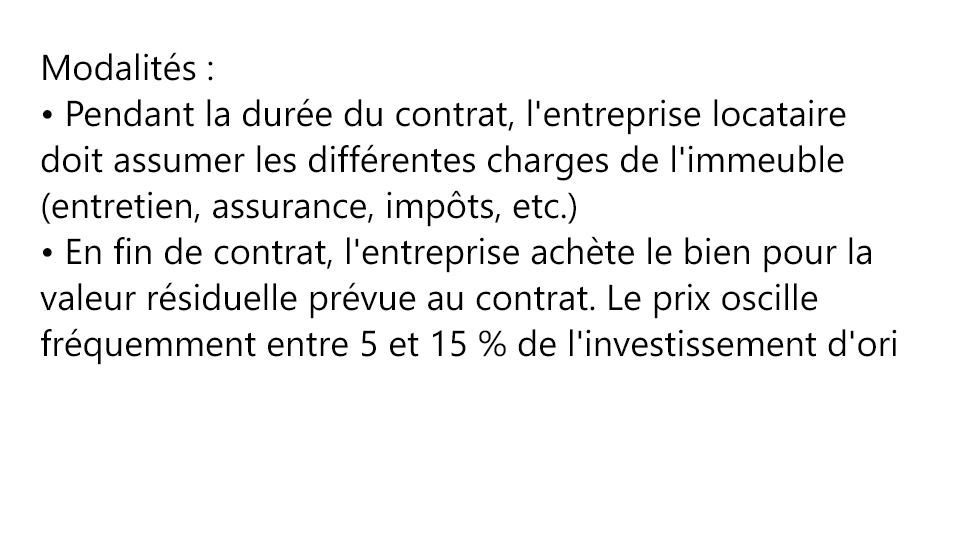 Modalités :
• Pendant la durée du contrat, l'entreprise locataire
doit assumer les différentes charges de l'immeuble
(entretien, assurance, impôts, etc.)
• En fin de contrat, l'entreprise achète le bien pour la
valeur résiduelle prévue au contrat. Le prix oscille
fréquemment entre 5 et 15 % de l'investissement d'ori